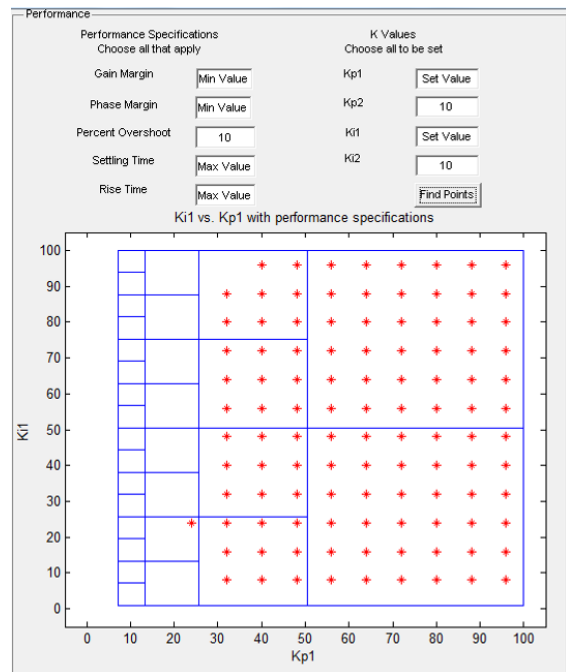 Performance
Performance Specifications
Choose all that apply
K Values
Choose all to be set
Gain Margin
Min Value
Kp1
Set Value
Phase Margin
Min Value
Kp2
10
Percent Overshoot
10
Ki1
Set Value
Settling Time
Max Value
Ki2
10
Rise Time
Max Value
Find Points
Ki1 vs. Kp1 with performance specifications
100
90
80
70
60
50
40
30
20
10
0
Ki1
0 10 20 30 40 50 60 70 80 90 100
Kp1